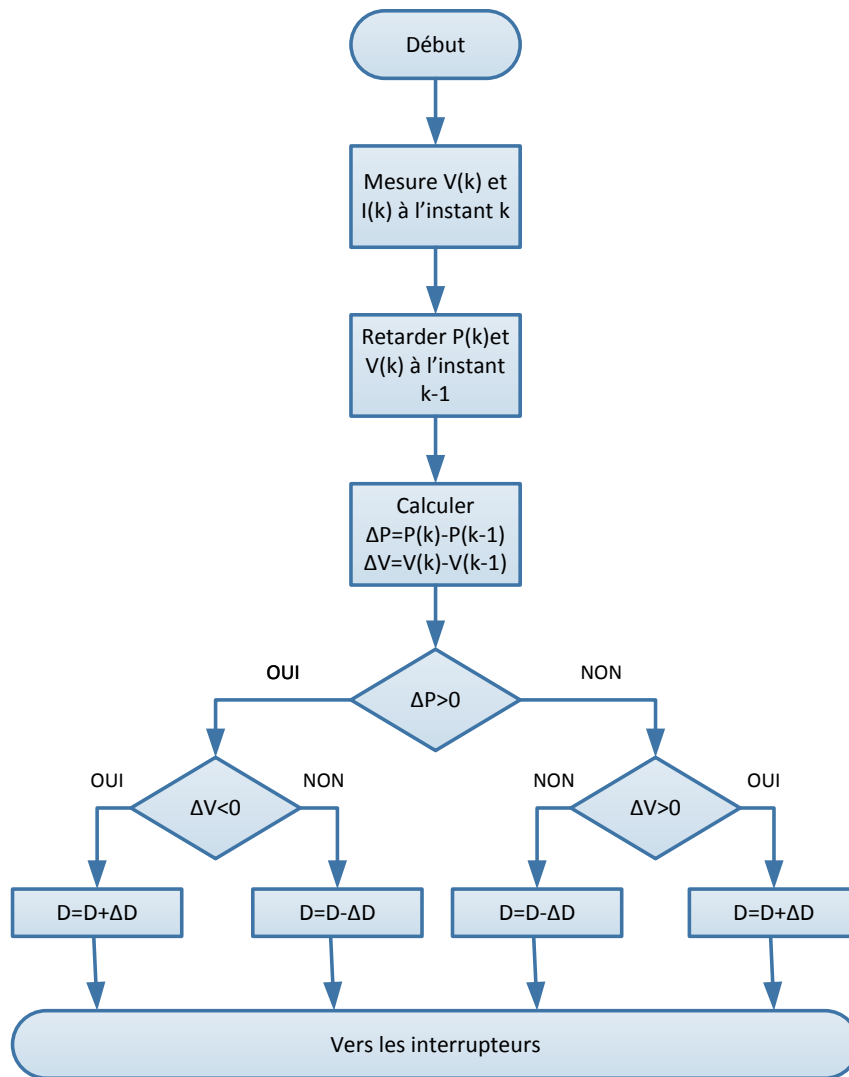 Début
Mesure V(k) et
I(k) à l’instant k
Retarder P(k)et
V(k) à l’instant
k-1
Calculer
ΔP=P(k)-P(k-1)
ΔV=V(k)-V(k-1)
OUI
ΔP>0
NON
OUI
ΔV<0
NON
NON
ΔV>0
OUI
D=D+ΔD
D=D-ΔD
D=D-ΔD
D=D+ΔD
Vers les interrupteurs